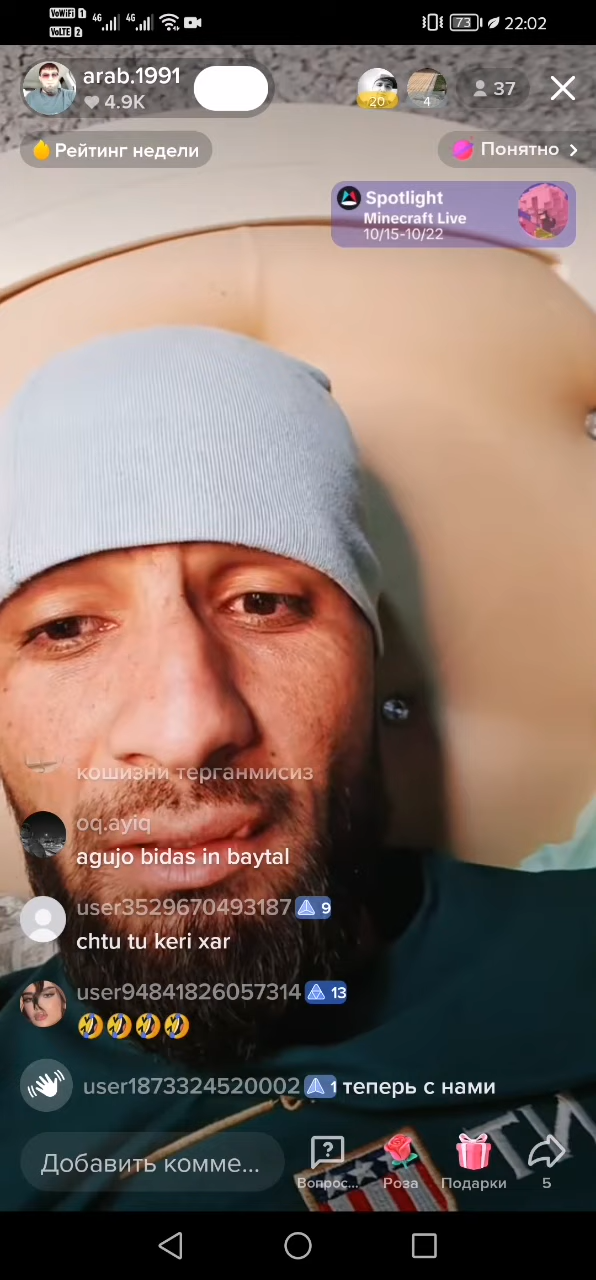 VoWiFi 1
VoLTE 2
4G
4G
73
22:02
arab.1991
4.9K
20
4
37
Рейтинг недели
Понятно
Spotlight
Minecraft Live
10/15-10/22
кошизни терганмисиз
oq.ayiq
agujo bidas in baytal
user3529670493187 9
chtu tu keri xar
user94841826057314 13
user1873324520002 1 теперь с нами
Добавить комме...
Вопрос...
Роза
Подарки
5